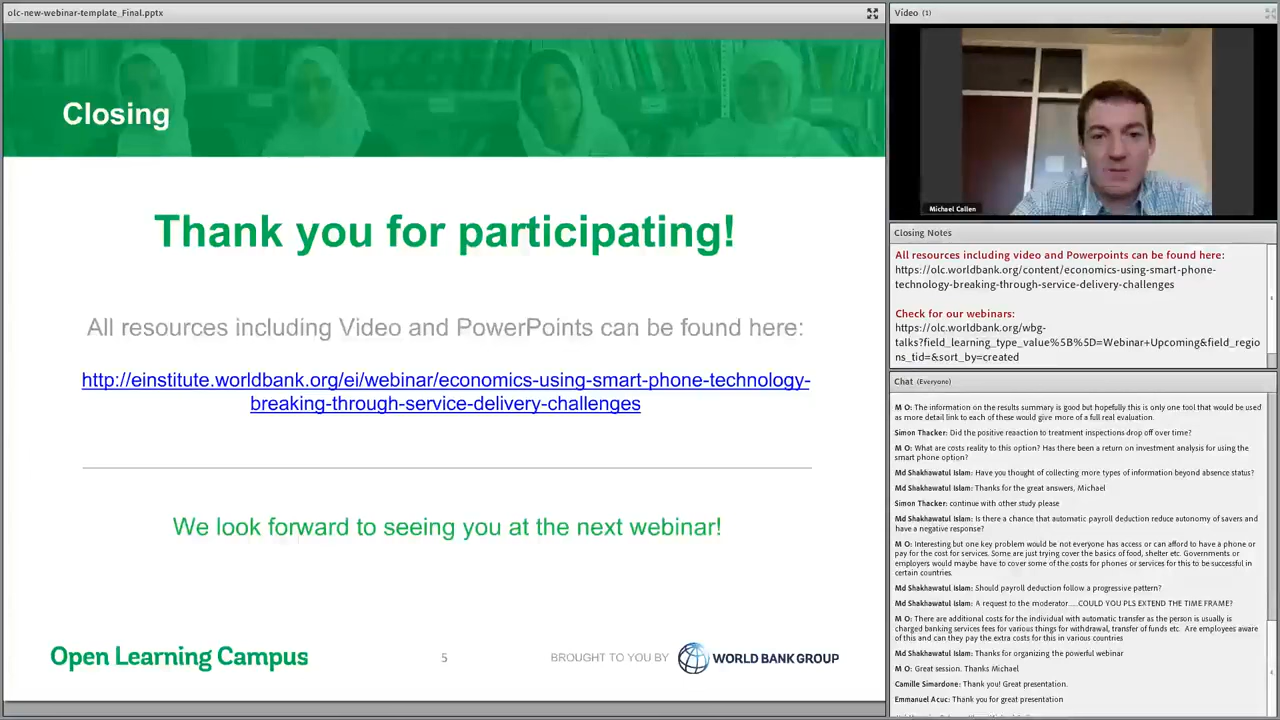 olc-new-webinar-template_Final.pptx
Closing
Thank you for participating!
All resources including Video and PowerPoints can be found here:
http://einstitute.worldbank.org/ei/webinar/economics-using-smart-phone-technology-
breaking-through-service-delivery-challenges
We look forward to seeing you at the next webinar!
Open Learning Campus
5
BROUGHT TO YOU BY
WORLD BANK GROUP
Video (1)
Michael Callen
Closing Notes
All resources including video and Powerpoints can be found here:
https://olc.worldbank.org/content/economics-using-smart-phone-
technology-breaking-through-service-delivery-challenges
Check for our webinars:
https://olc.worldbank.org/wbg-
talks?field_learning_type_value%5B%5D=Webinar+Upcoming&field_regio
ns_tid=&sort_by=created
Chat (Everyone)
M O: The information on the results summary is good but hopefully this is only one tool that would be used
as more detail link to each of these would give more of a full real evaluation.
Simon Thacker: Did the positive reaaction to treatment inspections drop off over time?
M O: What are costs reality to this option? Has there been a return on investment analysis for using the
smart phone option?
Md Shakhawatul Islam: Have you thought of collecting more types of information beyond absence status?
Md Shakhawatul Islam: Thanks for the great answers, Michael
Simon Thacker: continue with other study please
Md Shakhawatul Islam: Is there a chance that automatic payroll deduction reduce autonomy of savers and
have a negative response?
M O: Interesting but one key problem would be not everyone has access or can afford to have a phone or
pay for the cost for services. Some are just trying cover the basics of food, shelter etc. Governments or
employers would maybe have to cover some of the costs for phones or services for this to be successful in
certain countries.
Md Shakhawatul Islam: Should payroll deduction follow a progressive pattern?
Md Shakhawatul Islam: A request to the moderator.....COULD YOU PLS EXTEND THE TIME FRAME?
M O: There are additional costs for the individual with automatic transfer as the person is usually is
charged banking services fees for various things for withdrawal, transfer of funds etc. Are employees aware
of this and can they pay the extra costs for this in various countries
Md Shakhawatul Islam: Thanks for organizing the powerful webinar
M O: Great session. Thanks Michael
Camille Simardone: Thank you! Great presentation.
Emmanuel Acuc: Thank you for great presentation